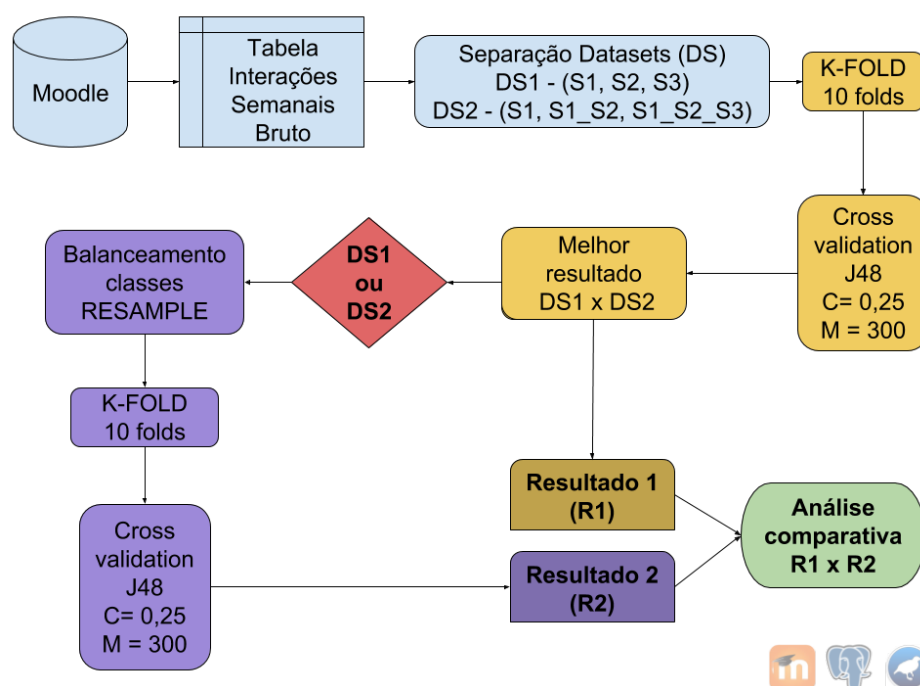 Moodle
Tabela
Interações
Semanais
Bruto
Separação Datasets (DS)
DS1 - (S1, S2, S3)
DS2 - (S1, S1_S2, S1_S2_S3)
K-FOLD
10 folds
Cross
validation
J48
C= 0,25
M = 300
Melhor
resultado
DS1 x DS2
DS1
ou
DS2
Balanceamento
classes
RESAMPLE
K-FOLD
10 folds
Cross
validation
J48
C= 0,25
M = 300
Resultado 1
(R1)
Resultado 2
(R2)
Análise
comparativa
R1 x R2